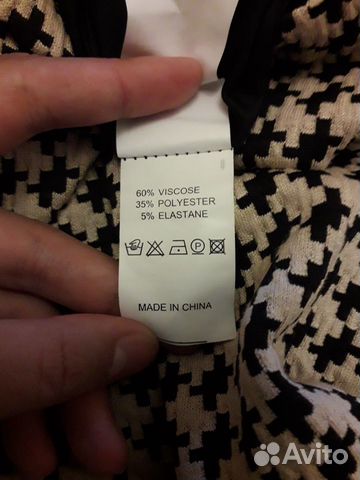 60% VISCOSE
35% POLYESTER
5% ELASTANE
MADE IN CHINA
Avito